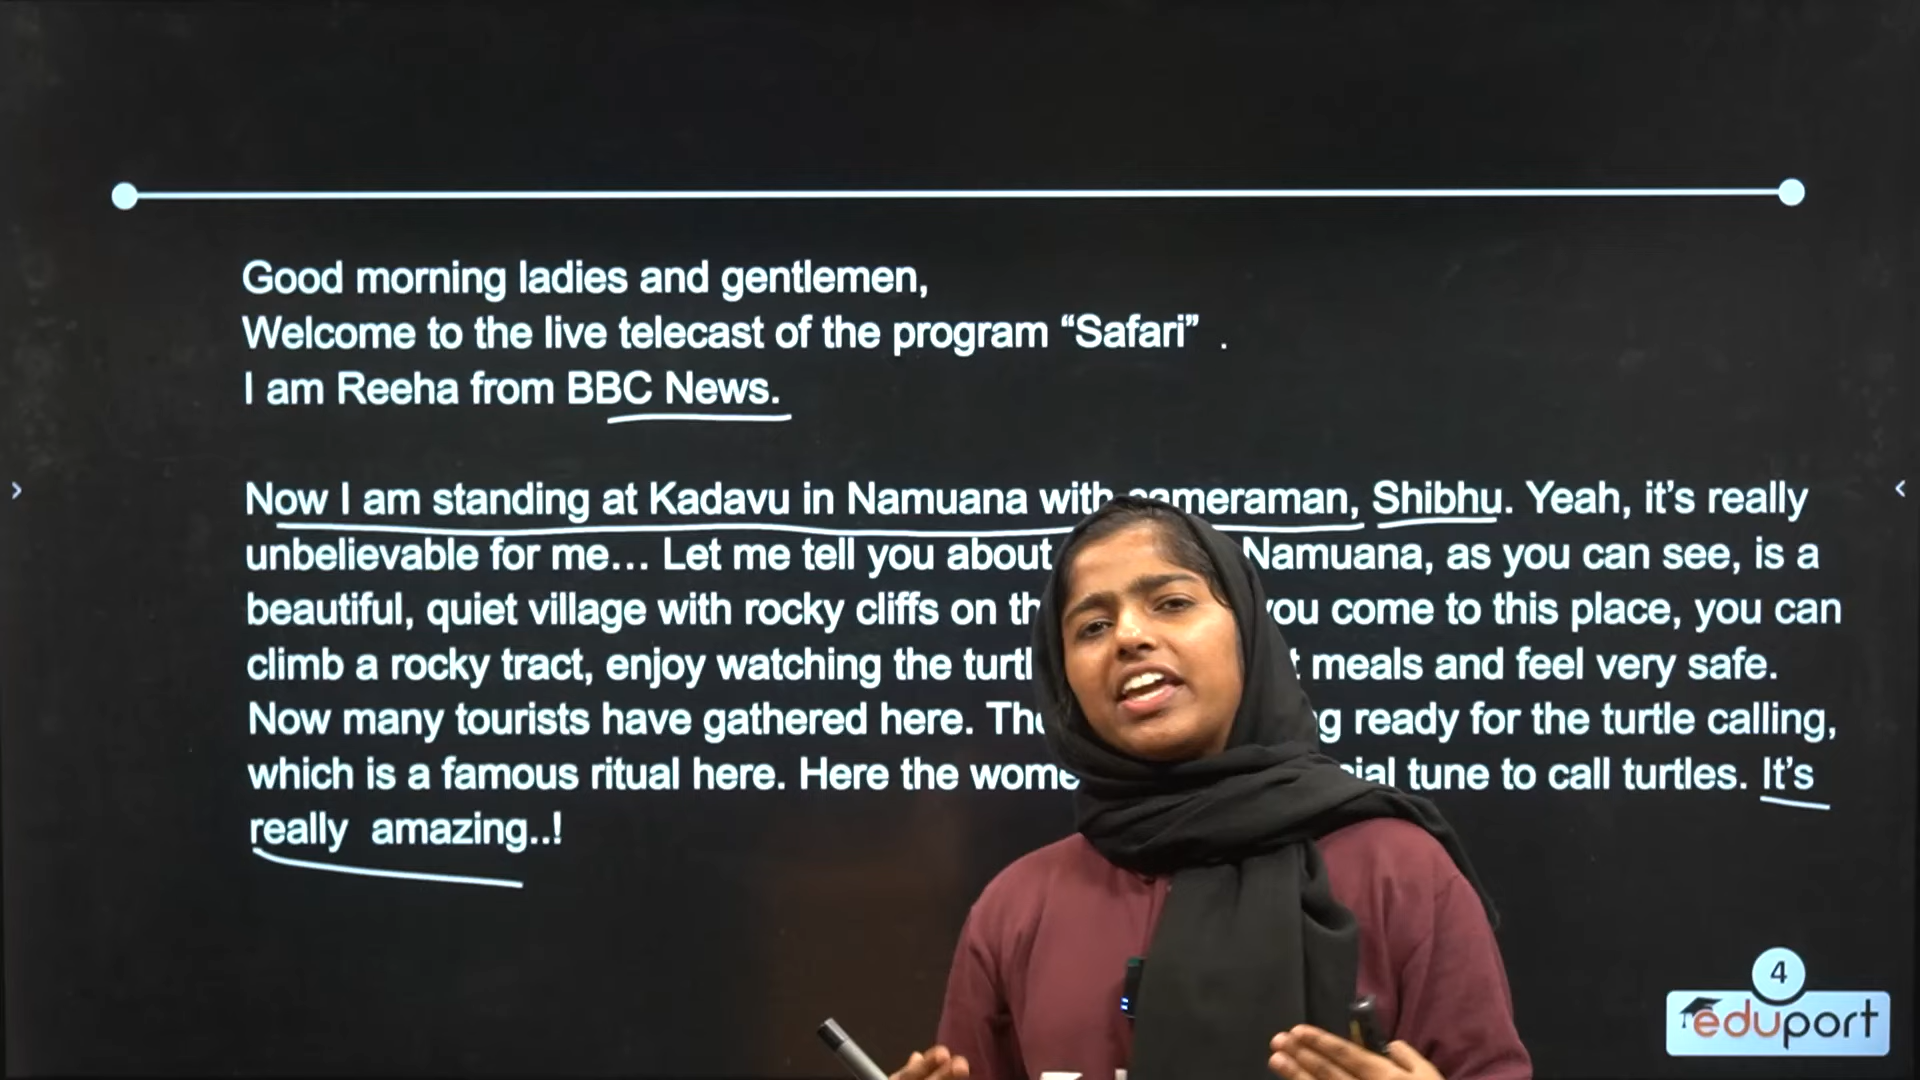 Good morning ladies and gentlemen,
Welcome to the live telecast of the program “Safari” .
I am Reeha from BBC News.
Now I am standing at Kadavu in Namuana with cameraman, Shibhu. Yeah, it’s really
unbelievable for me... Let me tell you about Namuana, as you can see, is a
beautiful, quiet village with rocky cliffs on you come to this place, you can
climb a rocky tract, enjoy watching the meals and feel very safe.
Now many tourists have gathered here. ready for the turtle calling,
which is a famous ritual here. Here the tune to call turtles. It’s
really amazing..!
4
eduport